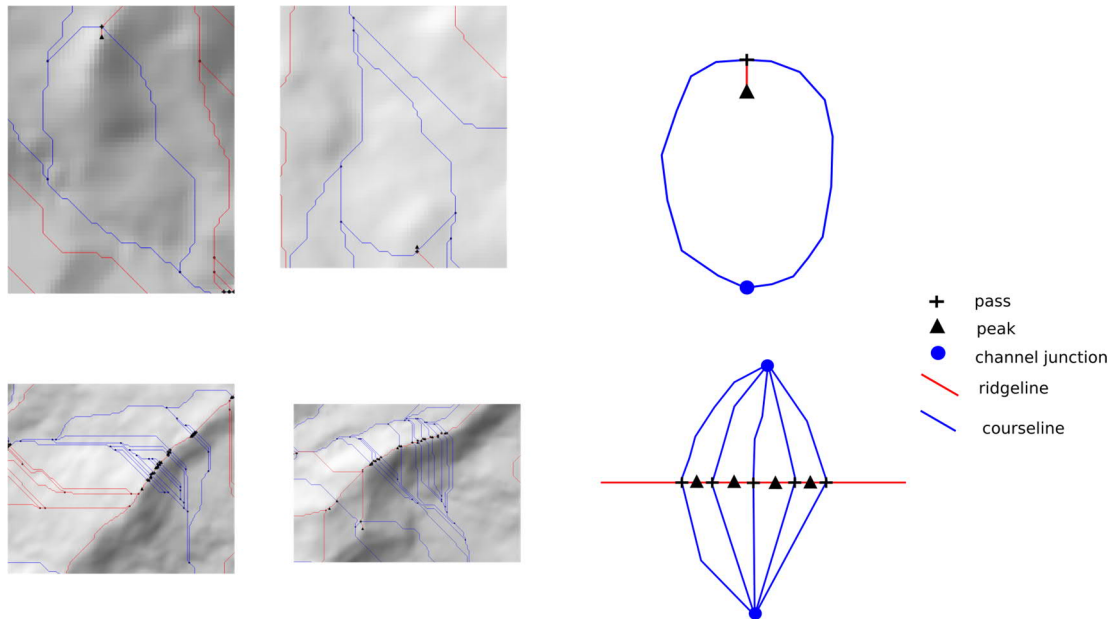 pass
peak
channel junction
ridgeline
courseline